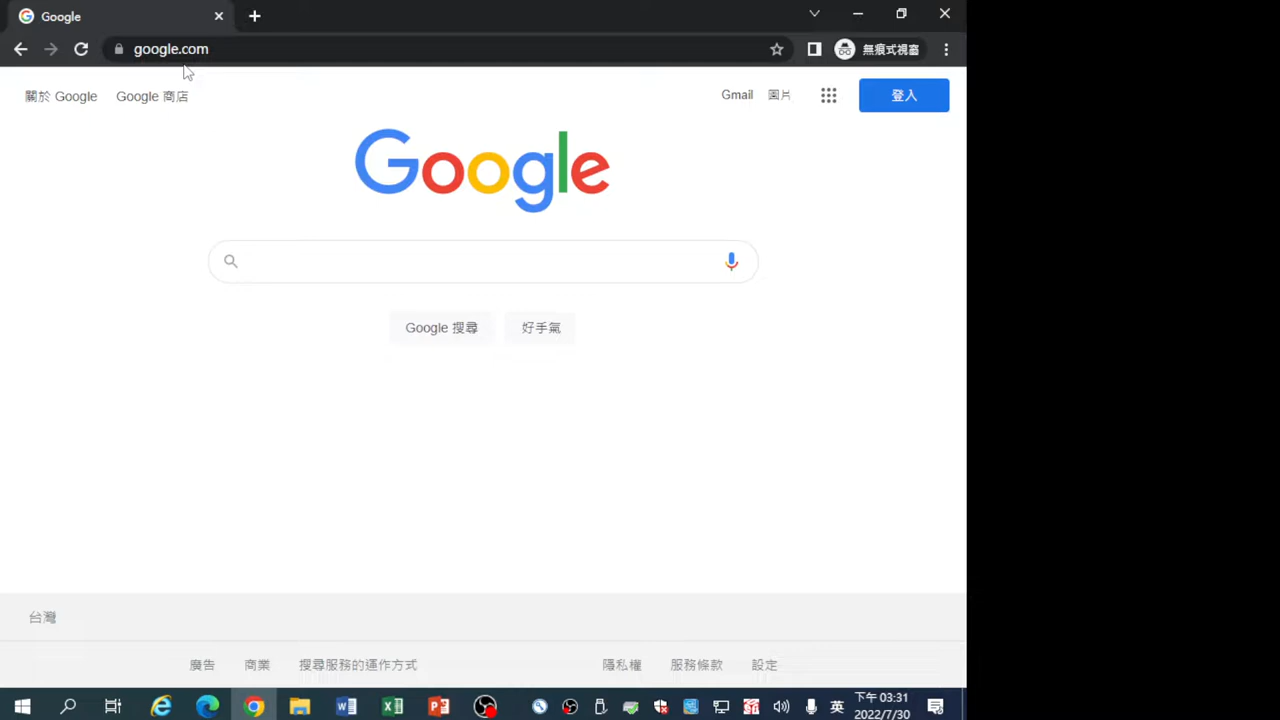 Google
google.com
無痕式視窗
關於 Google
Google 商店
Gmail
圖片
登入
Google
Google 搜尋
好手氣
台灣
廣告
商業
搜尋服務的運作方式
隱私權
服務條款
設定
英
下午 03:31
2022/7/30